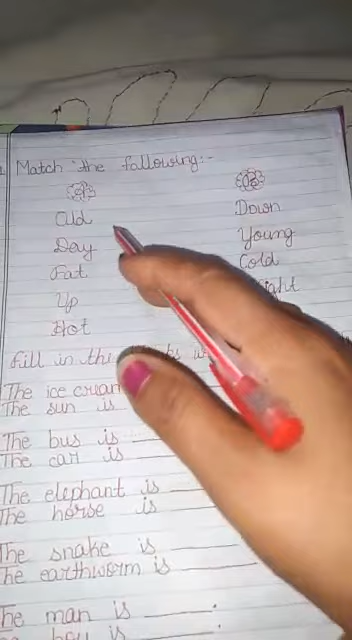 Match the following:-
(A) (B)
Old Down
Day Young
Fat Cold
Up
Hot
Fill in the
The ice cream
The sun is
The bus is
The car is
The elephant is
The horse is
The snake is
The earthworm is
The man is .
is .